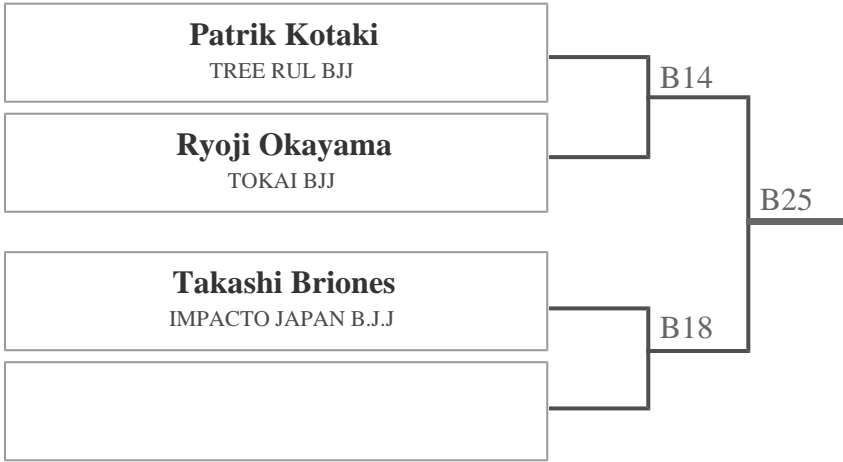 Patrik Kotaki
TREE RUL BJJ
B14
Ryoji Okayama
TOKAI BJJ
B25
Takashi Briones
IMPACTO JAPAN B.J.J
B18